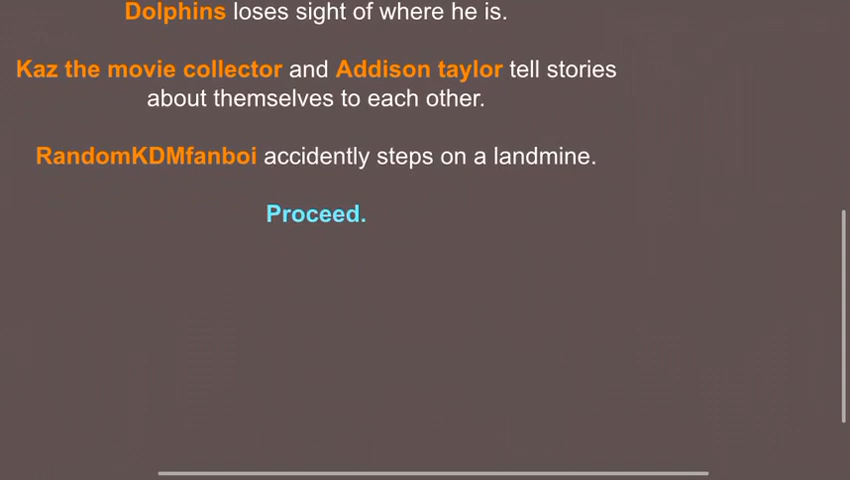 Dolphins loses sight of where he is.
Kaz the movie collector and Addison taylor tell stories
about themselves to each other.
RandomKDMfanboi accidently steps on a landmine.
Proceed.